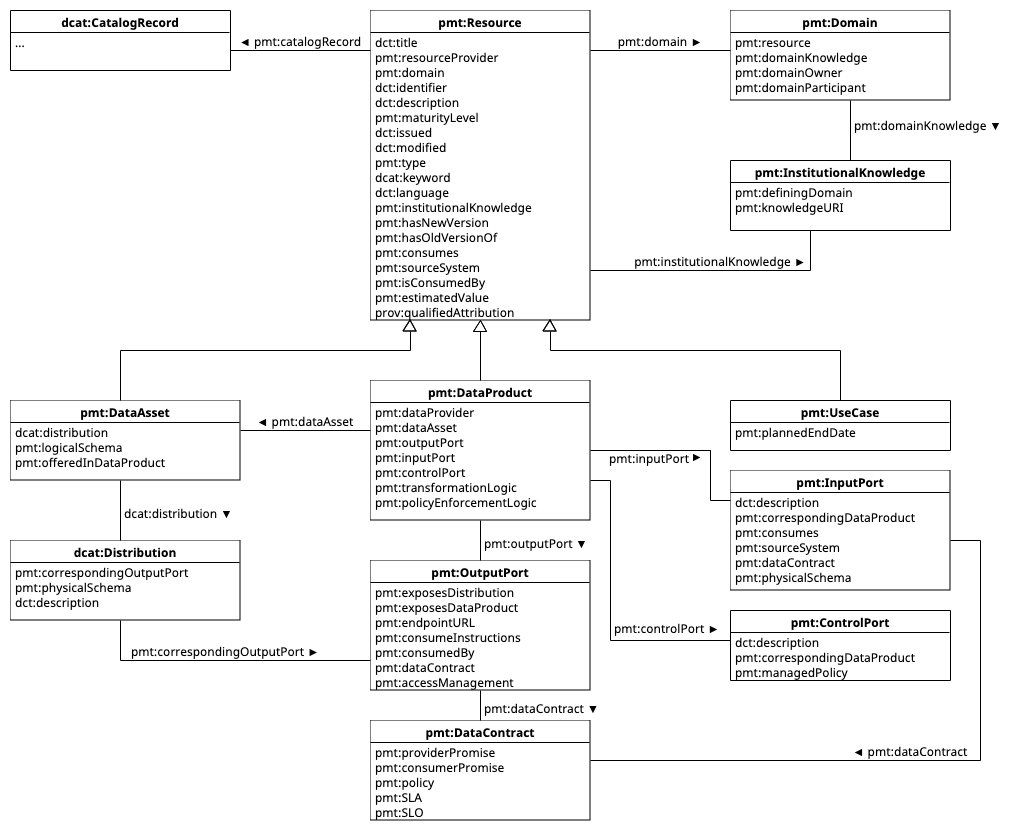 dcat:CatalogRecord
...
◄ pmt:catalogRecord
pmt:Resource
dct:title
pmt:resourceProvider
pmt:domain
dct:identifier
dct:description
pmt:maturityLevel
dct:issued
dct:modified
pmt:type
dcat:keyword
dct:language
pmt:institutionalKnowledge
pmt:hasNewVersion
pmt:hasOldVersionOf
pmt:consumes
pmt:sourceSystem
pmt:isConsumedBy
pmt:estimatedValue
prov:qualifiedAttribution
pmt:domain ►
pmt:Domain
pmt:resource
pmt:domainKnowledge
pmt:domainOwner
pmt:domainParticipant
pmt:domainKnowledge ▼
pmt:InstitutionalKnowledge
pmt:definingDomain
pmt:knowledgeURI
pmt:institutionalKnowledge ►
pmt:DataAsset
dcat:distribution
pmt:logicalSchema
pmt:offeredInDataProduct
◄ pmt:dataAsset
pmt:DataProduct
pmt:dataProvider
pmt:dataAsset
pmt:outputPort
pmt:inputPort
pmt:controlPort
pmt:transformationLogic
pmt:policyEnforcementLogic
pmt:UseCase
pmt:plannedEndDate
pmt:inputPort ►
pmt:InputPort
dct:description
pmt:correspondingDataProduct
pmt:consumes
pmt:sourceSystem
pmt:dataContract
pmt:physicalSchema
dcat:distribution ▼
dcat:Distribution
pmt:correspondingOutputPort
pmt:physicalSchema
dct:description
pmt:outputPort ▼
pmt:OutputPort
pmt:exposesDistribution
pmt:exposesDataProduct
pmt:endpointURL
pmt:consumeInstructions
pmt:consumedBy
pmt:dataContract
pmt:accessManagement
pmt:controlPort ►
pmt:ControlPort
dct:description
pmt:correspondingDataProduct
pmt:managedPolicy
pmt:correspondingOutputPort ►
pmt:dataContract ▼
pmt:DataContract
pmt:providerPromise
pmt:consumerPromise
pmt:policy
pmt:SLA
pmt:SLO
◄ pmt:dataContract